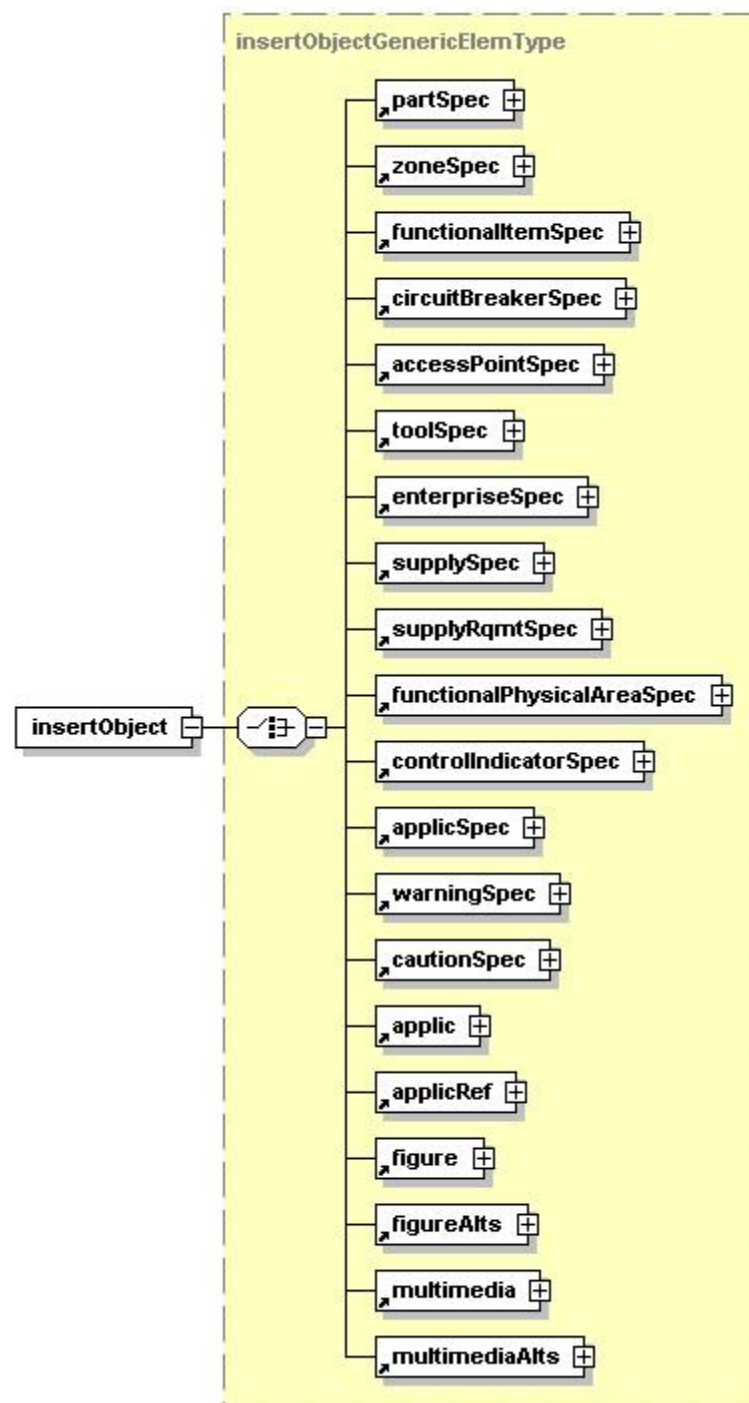 insertObjectGenericElemType
partSpec
zoneSpec
functionalItemSpec
circuitBreakerSpec
accessPointSpec
toolSpec
enterpriseSpec
supplySpec
supplyRqmtSpec
functionalPhysicalAreaSpec
insertObject
controlIndicatorSpec
applicSpec
warningSpec
cautionSpec
applic
applicRef
figure
figureAlts
multimedia
multimediaAlts